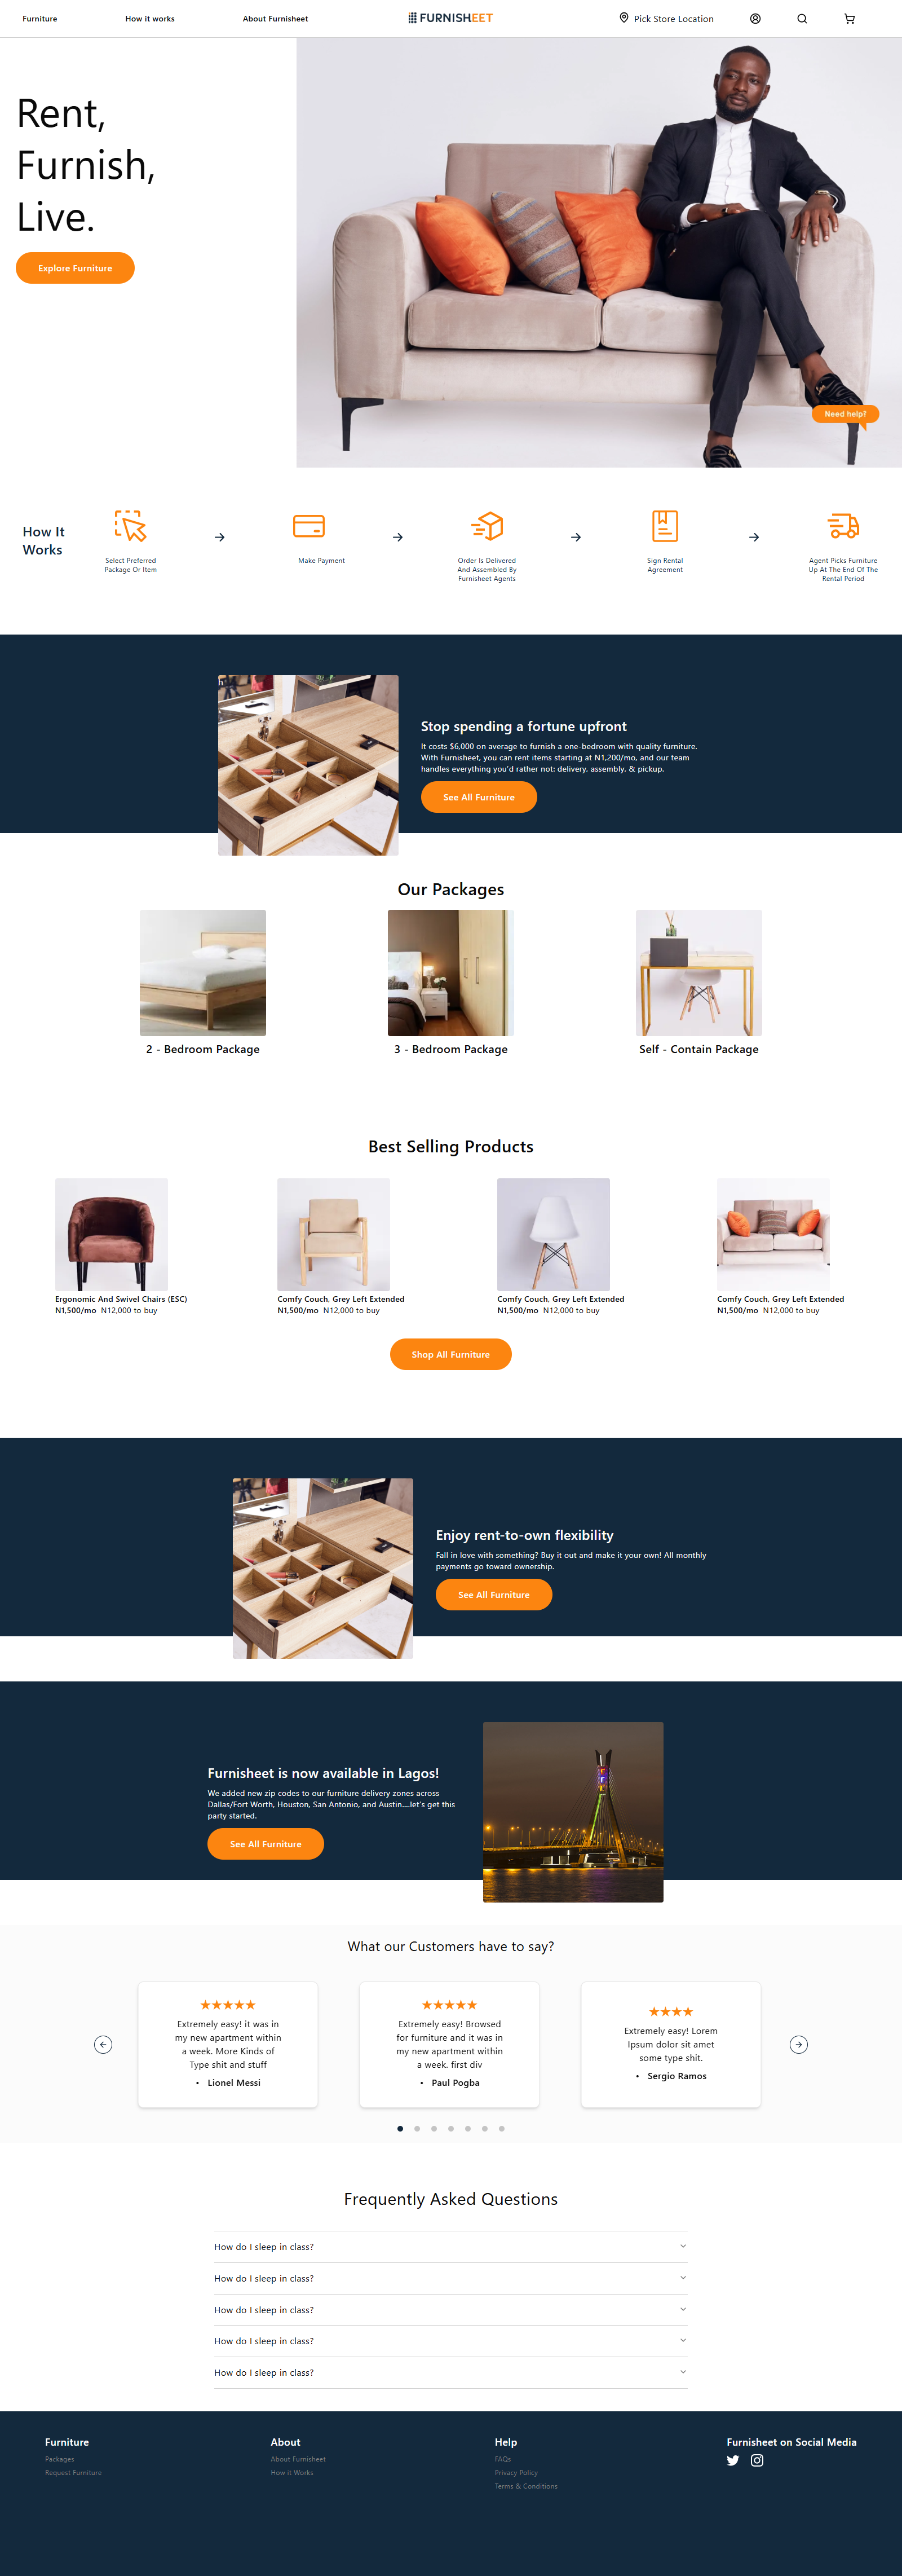 Furniture
How it works
About Furnisheet
FURNISHEET
Pick Store Location
Rent,
Furnish,
Live.
Explore Furniture
Need help?
How It
Works
Select Preferred
Package Or Item
Make Payment
Order Is Delivered
And Assembled By
Furnisheet Agents
Sign Rental
Agreement
Agent Picks Furniture
Up At The End Of The
Rental Period
h
Stop spending a fortune upfront
It costs $6,000 on average to furnish a one-bedroom with quality furniture.
With Furnisheet, you can rent items starting at N1,200/mo, and our team
handles everything you'd rather not: delivery, assembly, & pickup.
See All Furniture
Our Packages
2 - Bedroom Package
3 - Bedroom Package
Self - Contain Package
Best Selling Products
Ergonomic And Swivel Chairs (ESC)
N1,500/mo N12,000 to buy
Comfy Couch, Grey Left Extended
N1,500/mo N12,000 to buy
Comfy Couch, Grey Left Extended
N1,500/mo N12,000 to buy
Comfy Couch, Grey Left Extended
N1,500/mo N12,000 to buy
Shop All Furniture
Enjoy rent-to-own flexibility
Fall in love with something? Buy it out and make it your own! All monthly
payments go toward ownership.
See All Furniture
Furnisheet is now available in Lagos!
We added new zip codes to our furniture delivery zones across
Dallas/Fort Worth, Houston, San Antonio, and Austin....let's get this
party started.
See All Furniture
What our Customers have to say?
Extremely easy! it was in
my new apartment within
a week. More Kinds of
Type shit and stuff
• Lionel Messi
Extremely easy! Browsed
for furniture and it was in
my new apartment within
a week. first div
• Paul Pogba
Extremely easy! Lorem
Ipsum dolor sit amet
some type shit.
• Sergio Ramos
Frequently Asked Questions
How do I sleep in class?
How do I sleep in class?
How do I sleep in class?
How do I sleep in class?
How do I sleep in class?
Furniture
Packages
Request Furniture
About
About Furnisheet
How it Works
Help
FAQs
Privacy Policy
Terms & Conditions
Furnisheet on Social Media